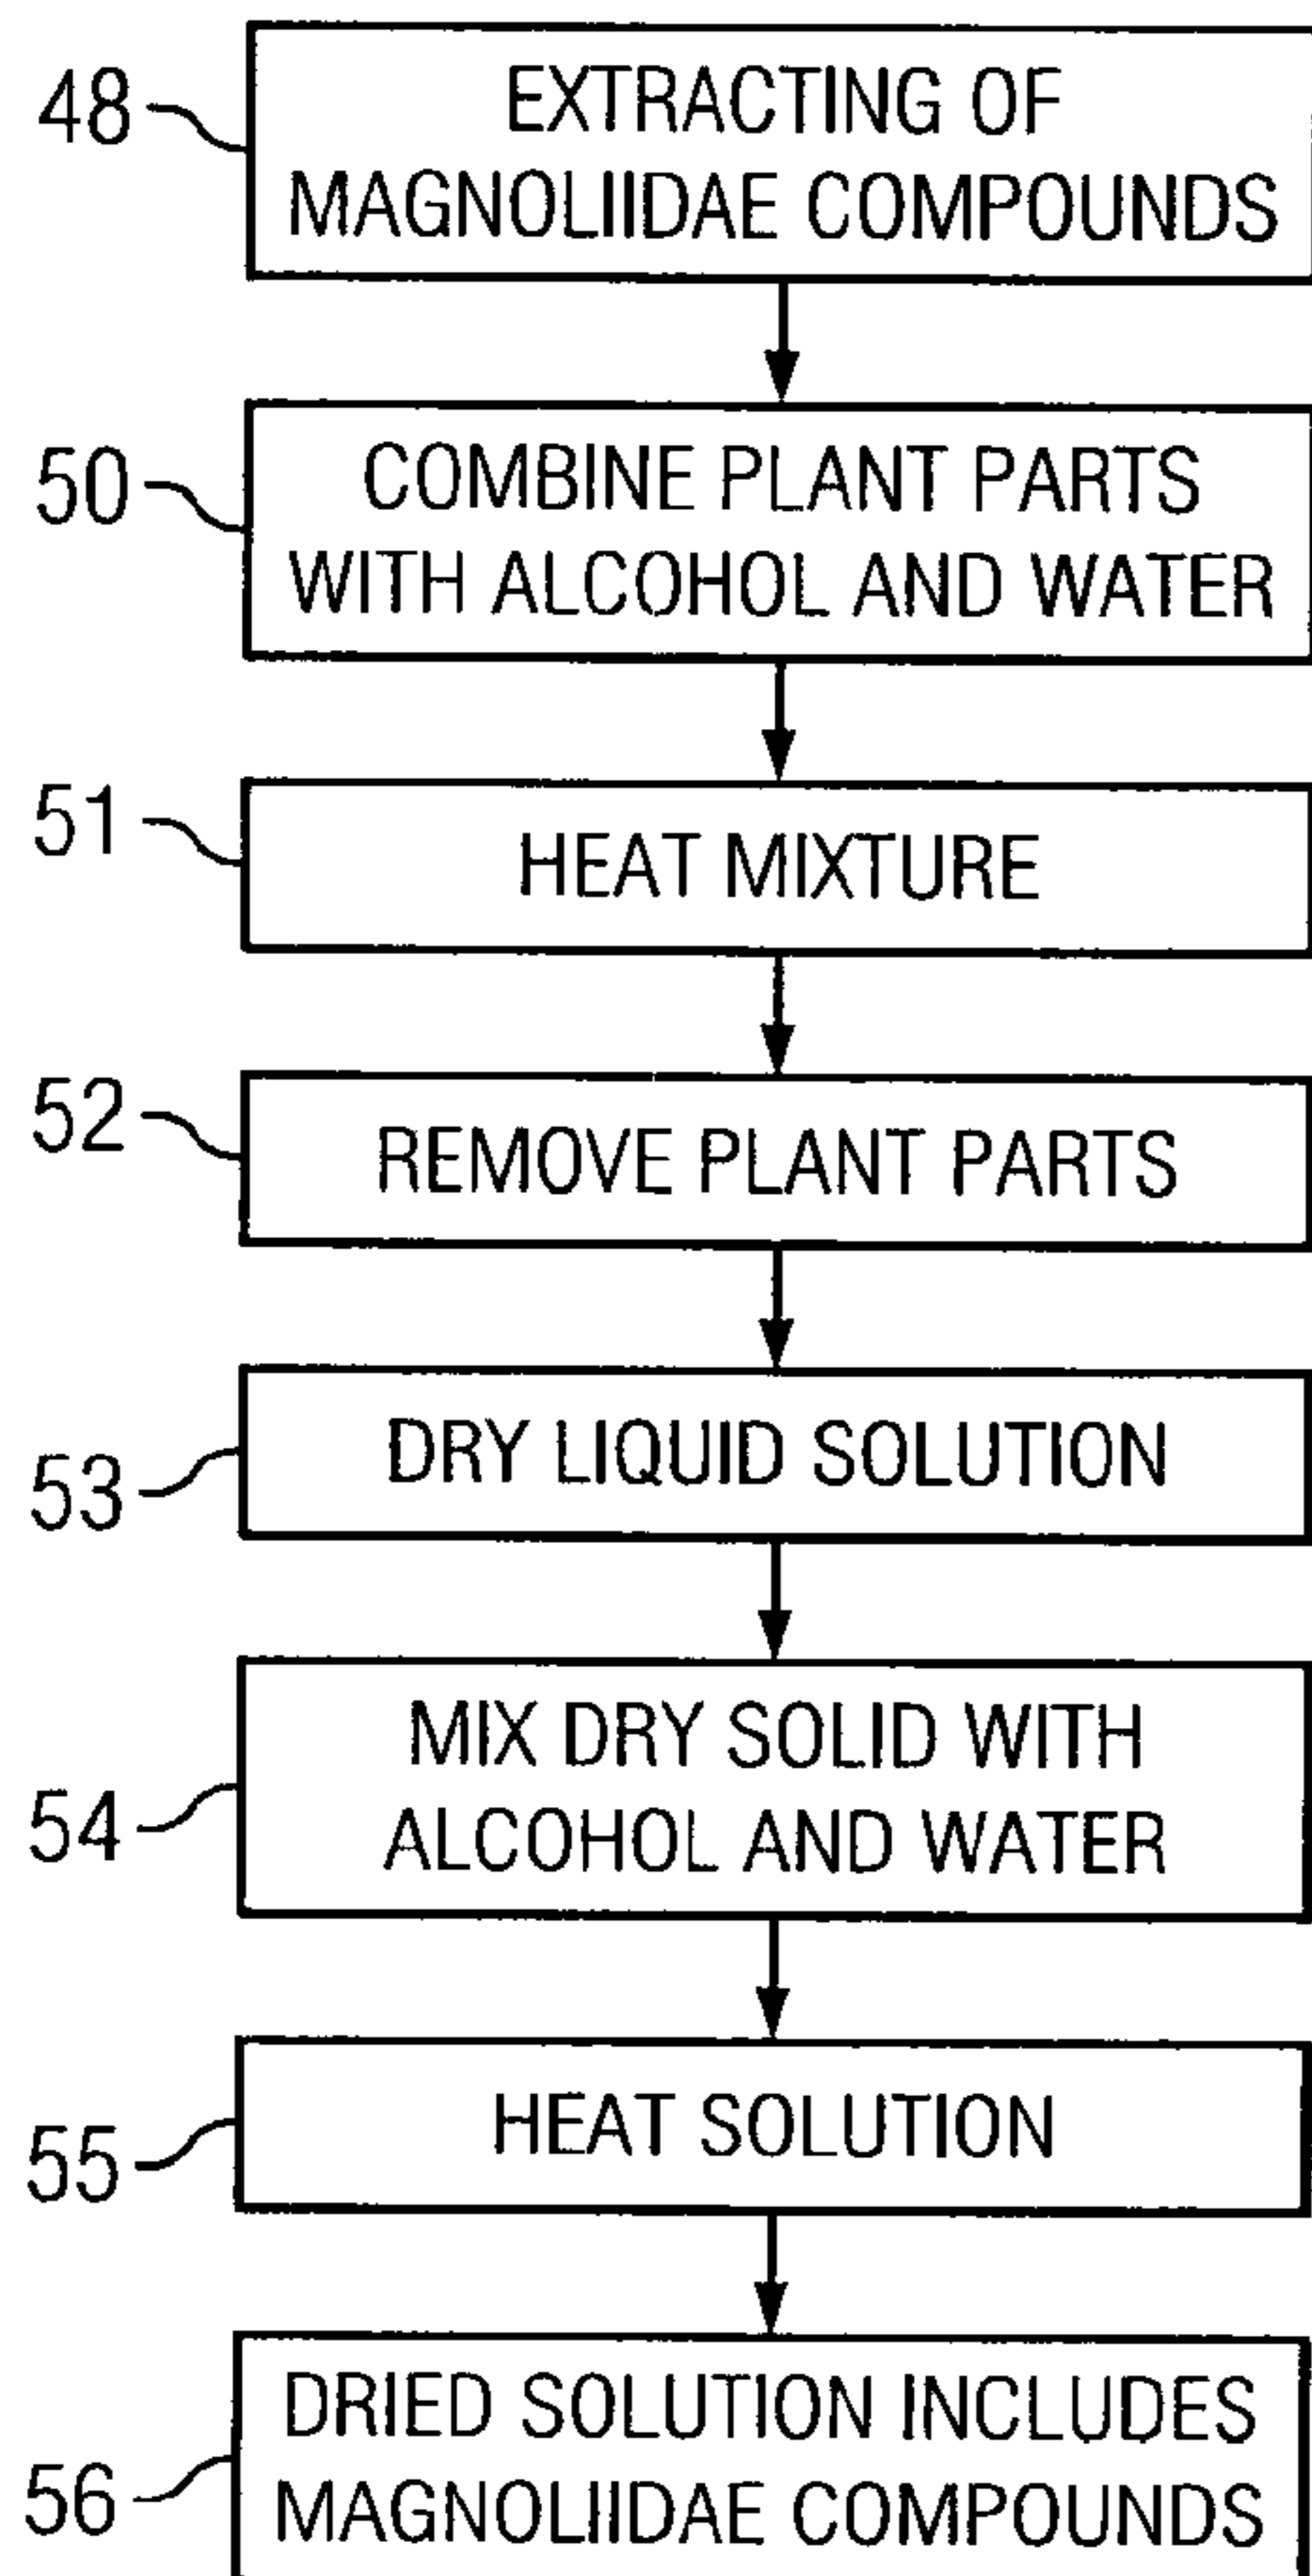 48
EXTRACTING OF
MAGNOLIIDAE COMPOUNDS
50
COMBINE PLANT PARTS
WITH ALCOHOL AND WATER
51
HEAT MIXTURE
52
REMOVE PLANT PARTS
53
DRY LIQUID SOLUTION
54
MIX DRY SOLID WITH
ALCOHOL AND WATER
55
HEAT SOLUTION
56
DRIED SOLUTION INCLUDES
MAGNOLIIDAE COMPOUNDS